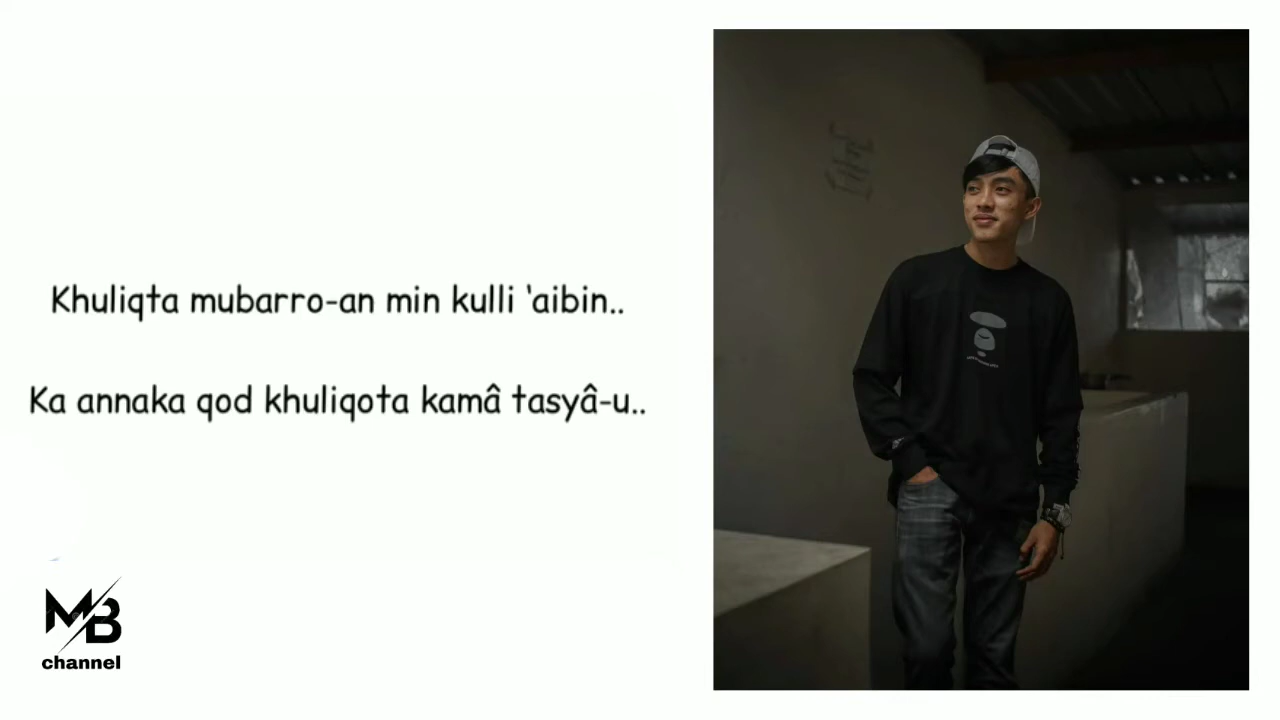 Khuliqta mubarro-an min kulli 'aibin..
Ka annaka qod khuliqota kamâ tasyâ-u..
MB
channel